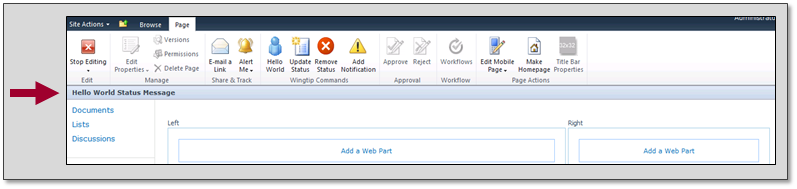 Administrato
Site Actions Browse Page
Stop Editing
Edit Properties
Versions
Permissions
Delete Page
E-mail a Link
Alert Me
Hello World
Update Status
Remove Status
Add Notification
Approve
Reject
Workflows
Edit Mobile Page
Make Homepage
32x32
Title Bar Properties
Edit
Manage
Share & Track
Wingtip Commands
Approval
Workflow
Page Actions
Hello World Status Message
Documents
Lists
Discussions
Left
Right
Add a Web Part
Add a Web Part